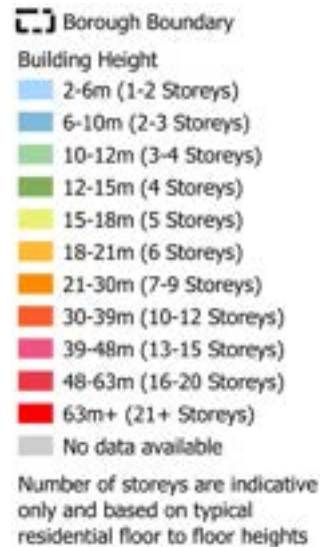 Borough Boundary
Building Height
2-6m (1-2 Storeys)
6-10m (2-3 Storeys)
10-12m (3-4 Storeys)
12-15m (4 Storeys)
15-18m (5 Storeys)
18-21m (6 Storeys)
21-30m (7-9 Storeys)
30-39m (10-12 Storeys)
39-48m (13-15 Storeys)
48-63m (16-20 Storeys)
63m+ (21+ Storeys)
No data available
Number of storeys are indicative
only and based on typical
residential floor to floor heights